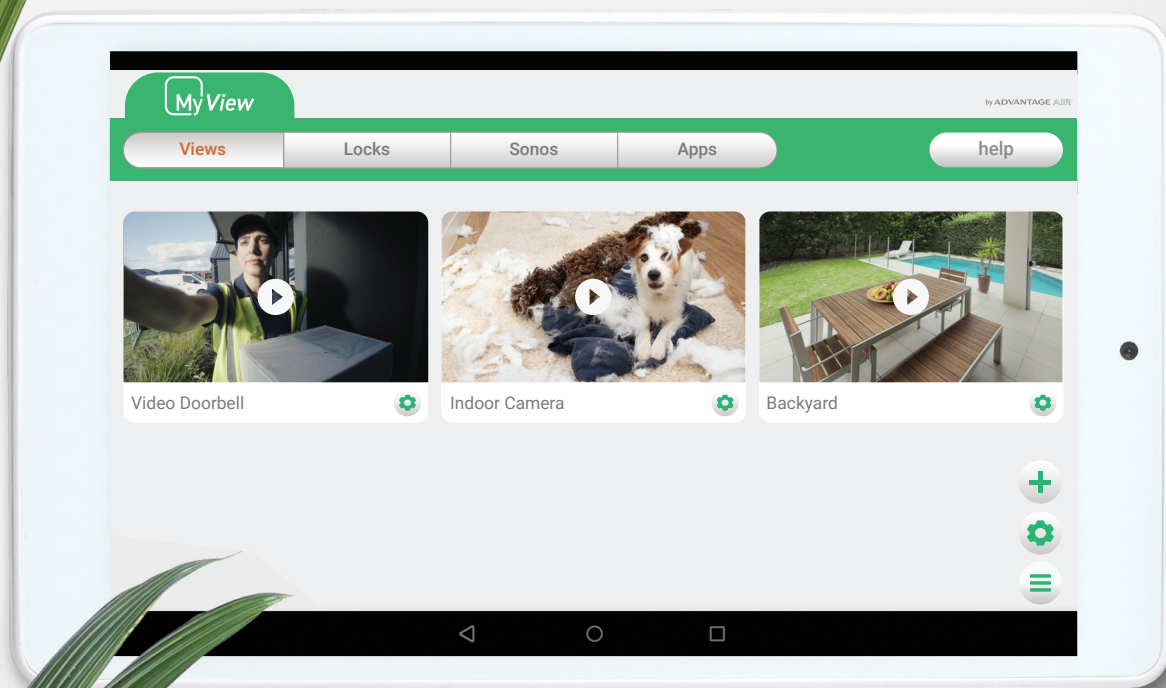 MyView
by ADVANTAGE AIR
Views
Locks
Sonos
Apps
help
Video Doorbell
Indoor Camera
Backyard